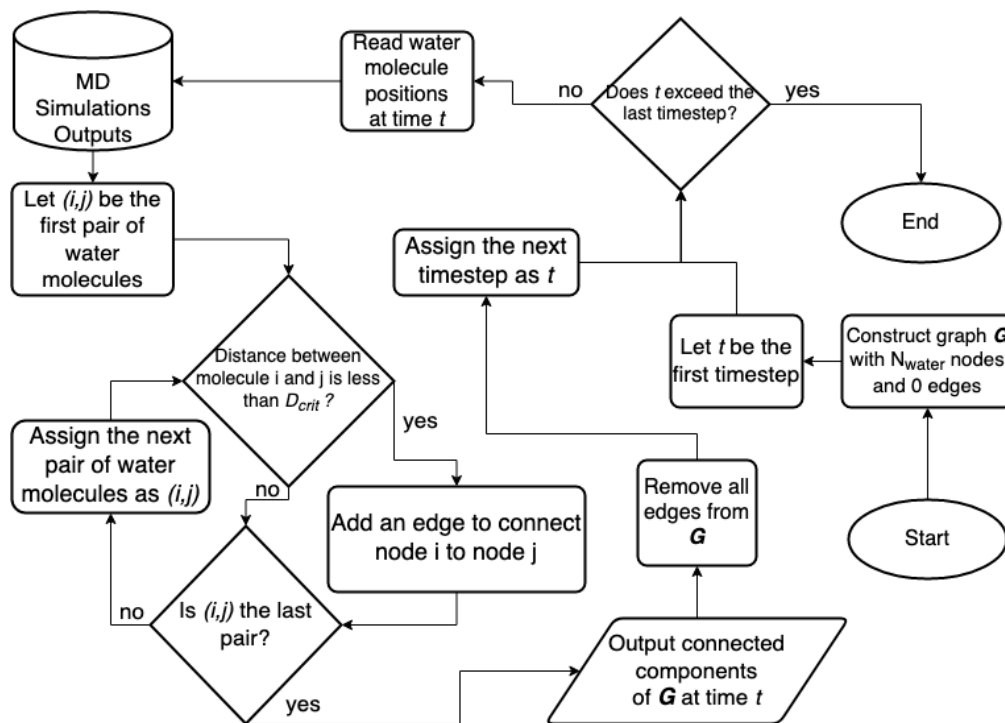 MD
Simulations
Outputs
Read water
molecule
positions
at time t
no
Does t exceed the
last timestep?
yes
End
Let (i,j) be the
first pair of
water
molecules
Assign the next
timestep as t
Let t be the
first timestep
Construct graph G
with Nwater nodes
and 0 edges
Start
Distance between
molecule i and j is less
than Dcrit ?
yes
no
Assign the next
pair of water
molecules as (i,j)
Add an edge to connect
node i to node j
Remove all
edges from
G
no
Is (i,j) the last
pair?
yes
Output connected
components
of G at time t